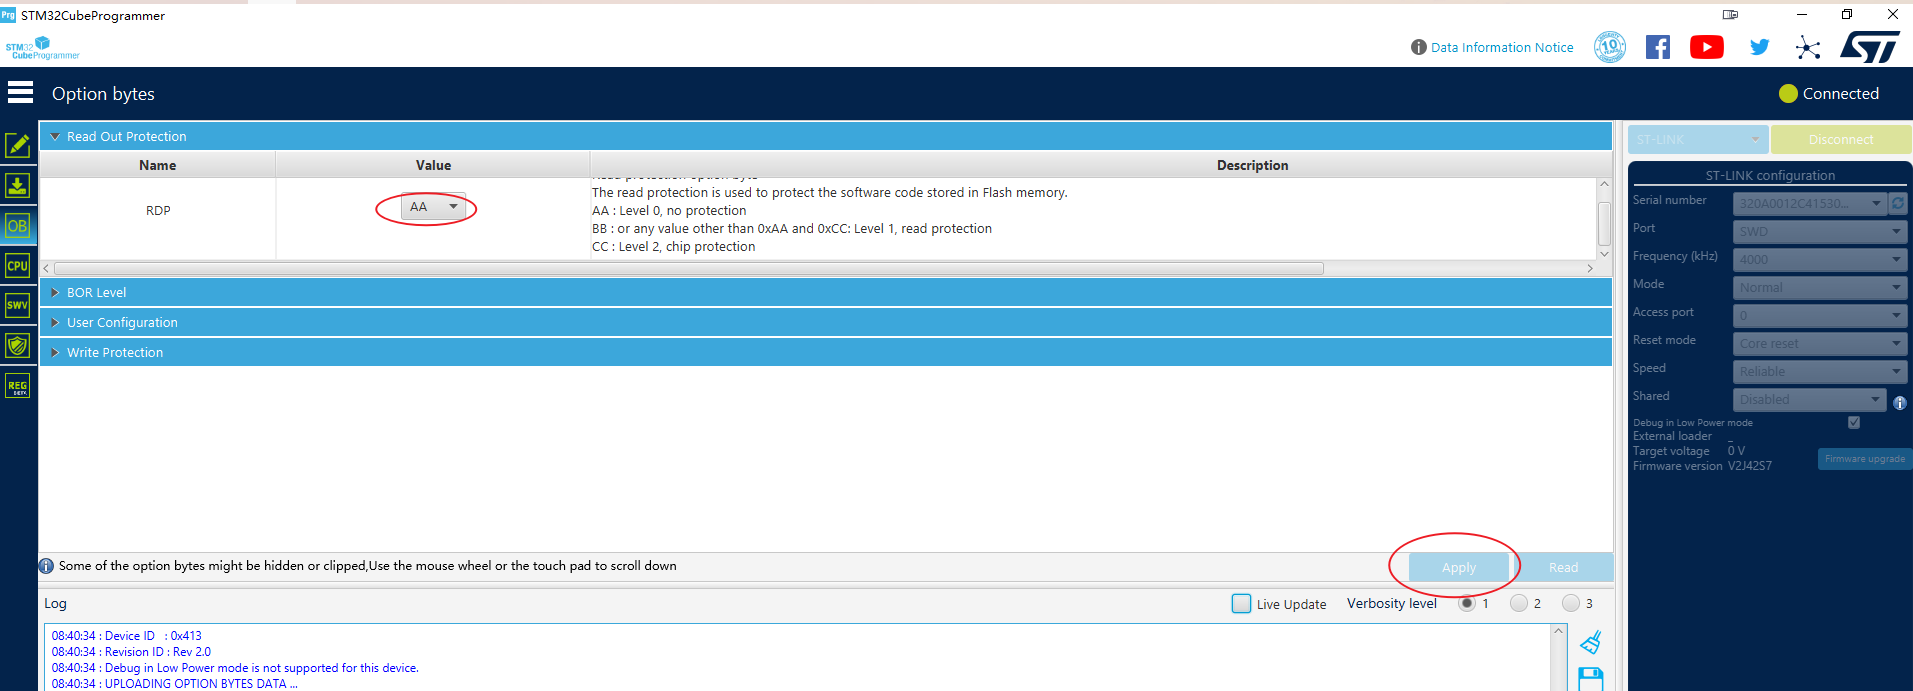 Prg STM32CubeProgrammer
STM32
CubeProgrammer
Data Information Notice
10
Option bytes
Connected
Read Out Protection
Name
Value
Description
RDP
AA
The read protection is used to protect the software code stored in Flash memory.
AA : Level 0, no protection
BB : or any value other than 0xAA and 0xCC: Level 1, read protection
CC : Level 2, chip protection
BOR Level
User Configuration
Write Protection
OB
CPU
SWV
REG
Some of the option bytes might be hidden or clipped,Use the mouse wheel or the touch pad to scroll down
Apply
Read
Log
Live Update
Verbosity level
1
2
3
08:40:34 : Device ID : 0x413
08:40:34 : Revision ID : Rev 2.0
08:40:34 : Debug in Low Power mode is not supported for this device.
08:40:34 : UPLOADING OPTION BYTES DATA ...
ST-LINK
Disconnect
ST-LINK configuration
Serial number 320A0012C41530...
Port SWD
Frequency (kHz) 4000
Mode Normal
Access port 0
Reset mode Core reset
Speed Reliable
Shared Disabled
Debug in Low Power mode
External loader _
Target voltage 0 V
Firmware version V2J42S7
Firmware upgrade